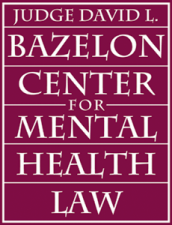 JUDGE DAVID L.
BAZELON
CENTER
FOR
MENTAL
HEALTH
LAW